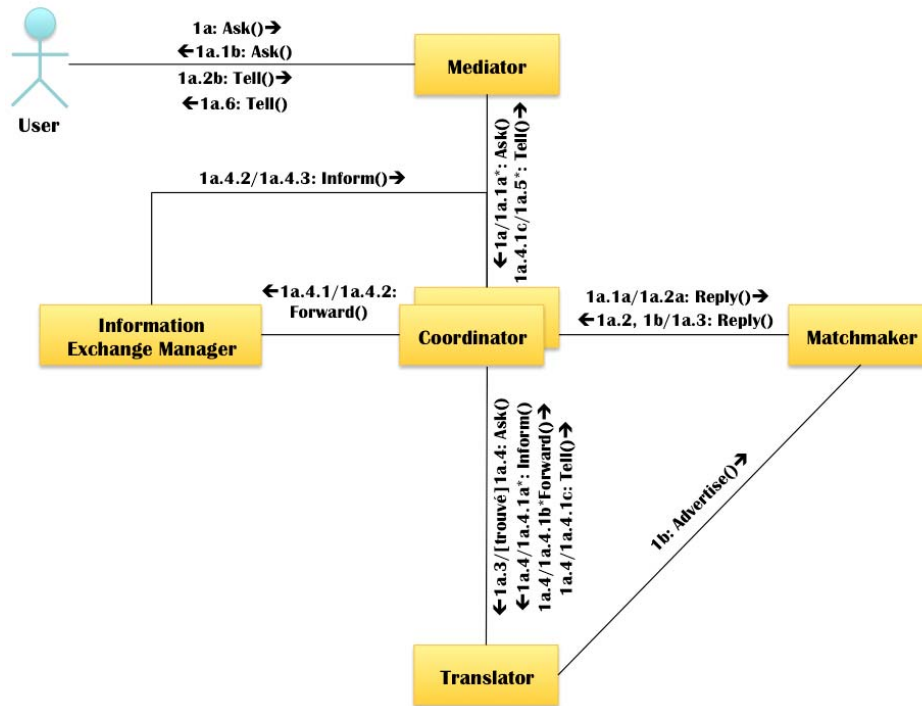 1a: Ask()→
←1a.1b: Ask()
1a.2b: Tell()→
←1a.6: Tell()
User
Mediator
1a.4.2/1a.4.3: Inform()→
←1a/1a.1a*: Ask()
1a.4.1c/1a.5*: Tell()→
←1a.4.1/1a.4.2:
Forward()
1a.1a/1a.2a: Reply()→
←1a.2, 1b/1a.3: Reply()
Information
Exchange Manager
Coordinator
Matchmaker
←1a.3/[trouvé]1a.4: Ask()
←1a.4/1a.4.1a*: Inform()
1a.4/1a.4.1b*Forward()→
1a.4/1a.4.1c: Tell()→
1b: Advertise()→
Translator